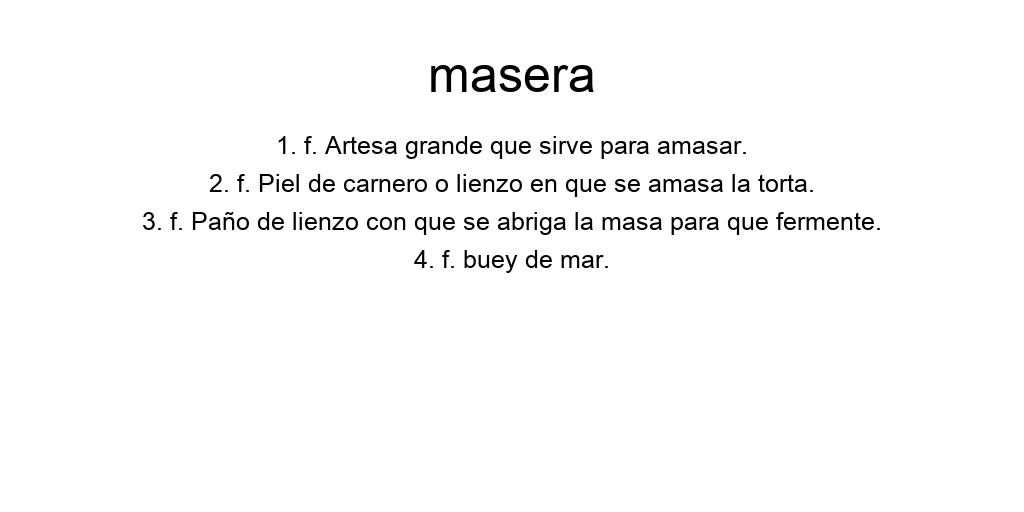 masera
1. f. Artesa grande que sirve para amasar.
2. f. Piel de carnero o lienzo en que se amasa la torta.
3. f. Paño de lienzo con que se abriga la masa para que fermente.
4. f. buey de mar.